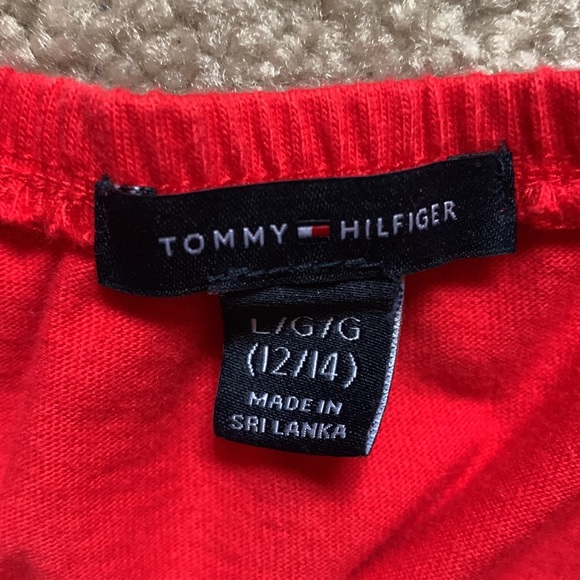 TOMMY HILFIGER
L/G/G
(12/14)
MADE IN
SRI LANKA